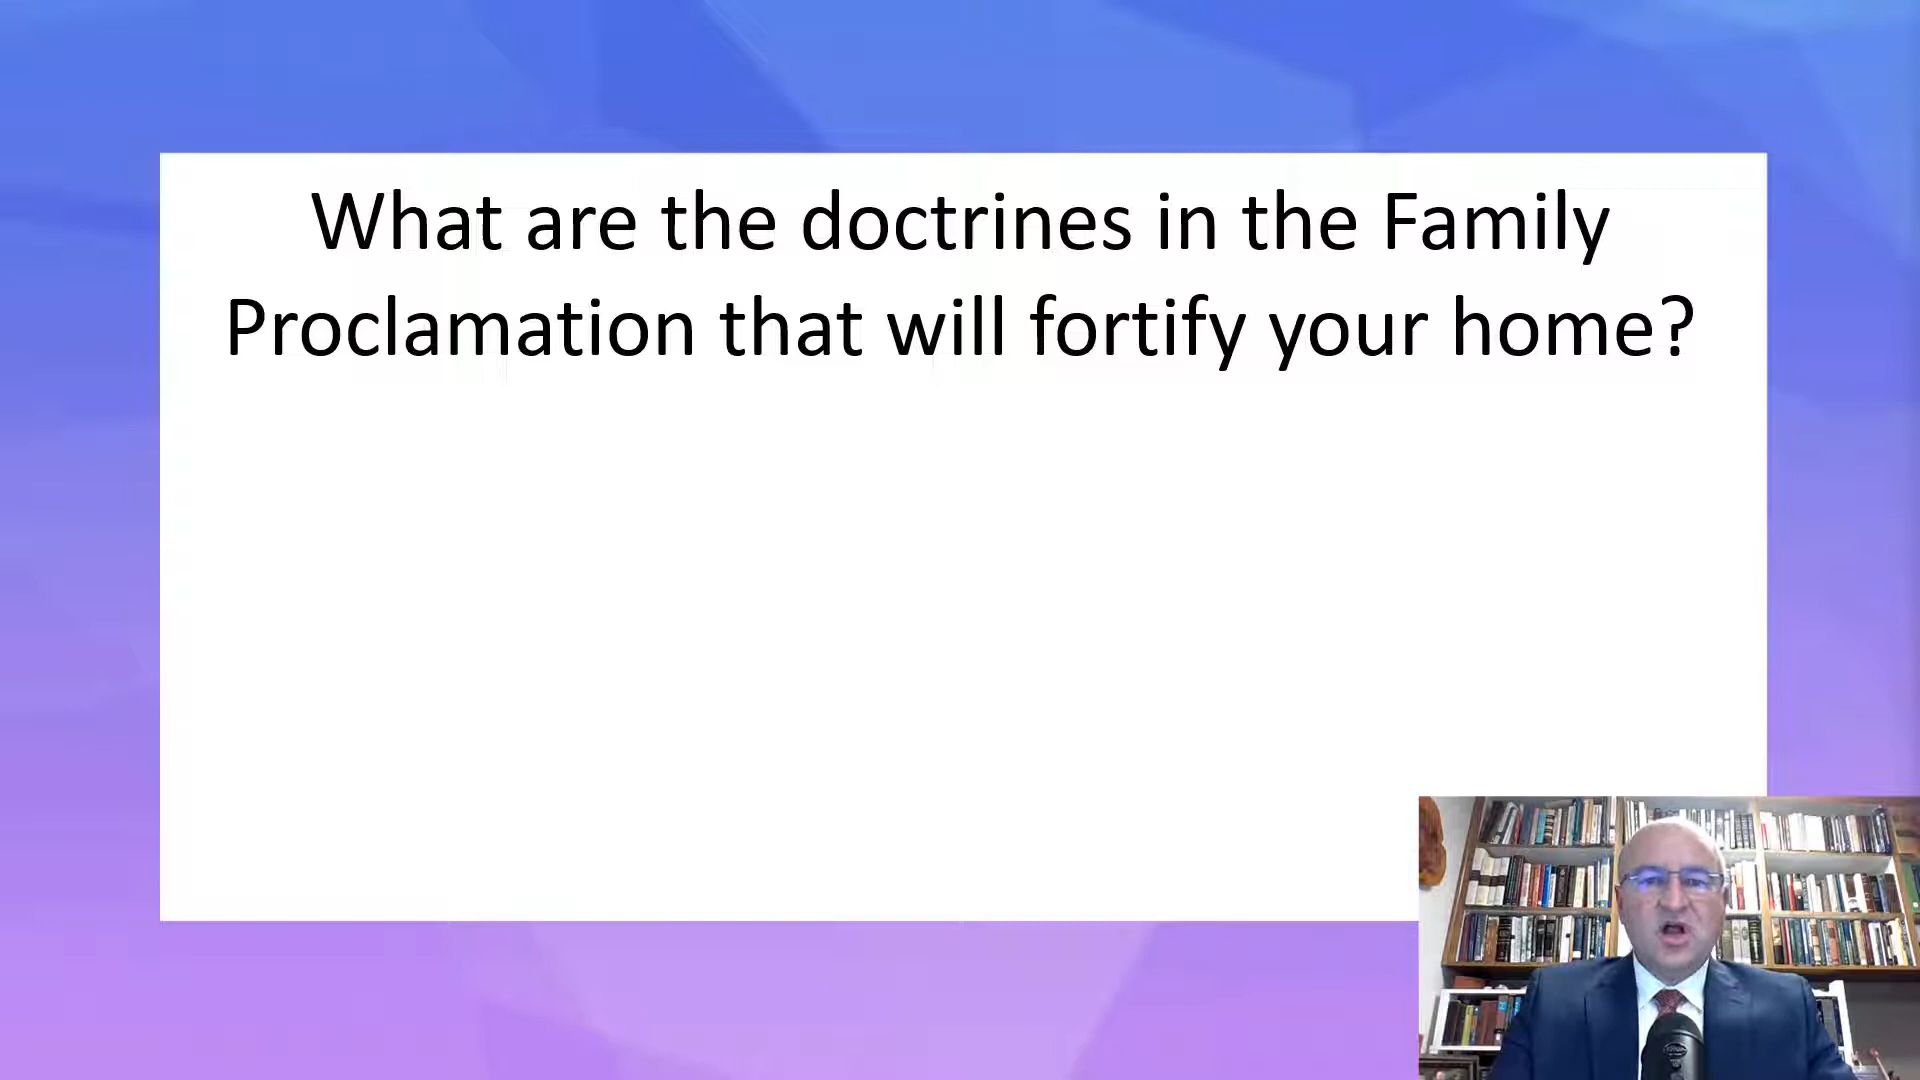 What are the doctrines in the Family
Proclamation that will fortify your home?